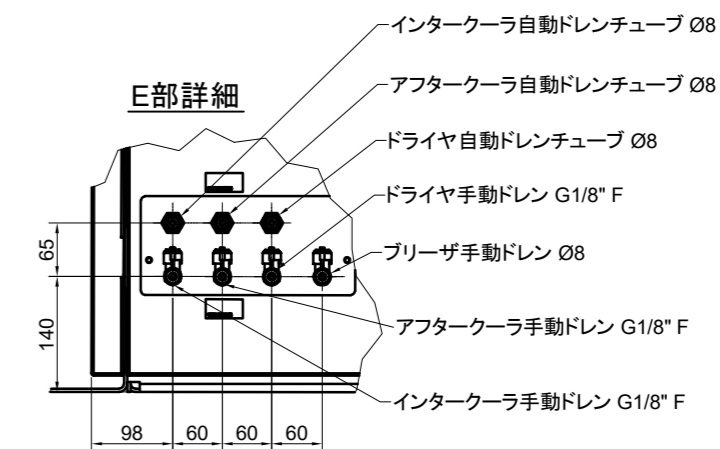 インタークーラ自動ドレンチューブ Ø8
アフタークーラ自動ドレンチューブ Ø8
E部詳細
ドライヤ自動ドレンチューブ Ø8
ドライヤ手動ドレン G1/8" F
ブリーザ手動ドレン Ø8
65
アフタークーラ手動ドレン G1/8" F
140
インタークーラ手動ドレン G1/8" F
98 60 60 60